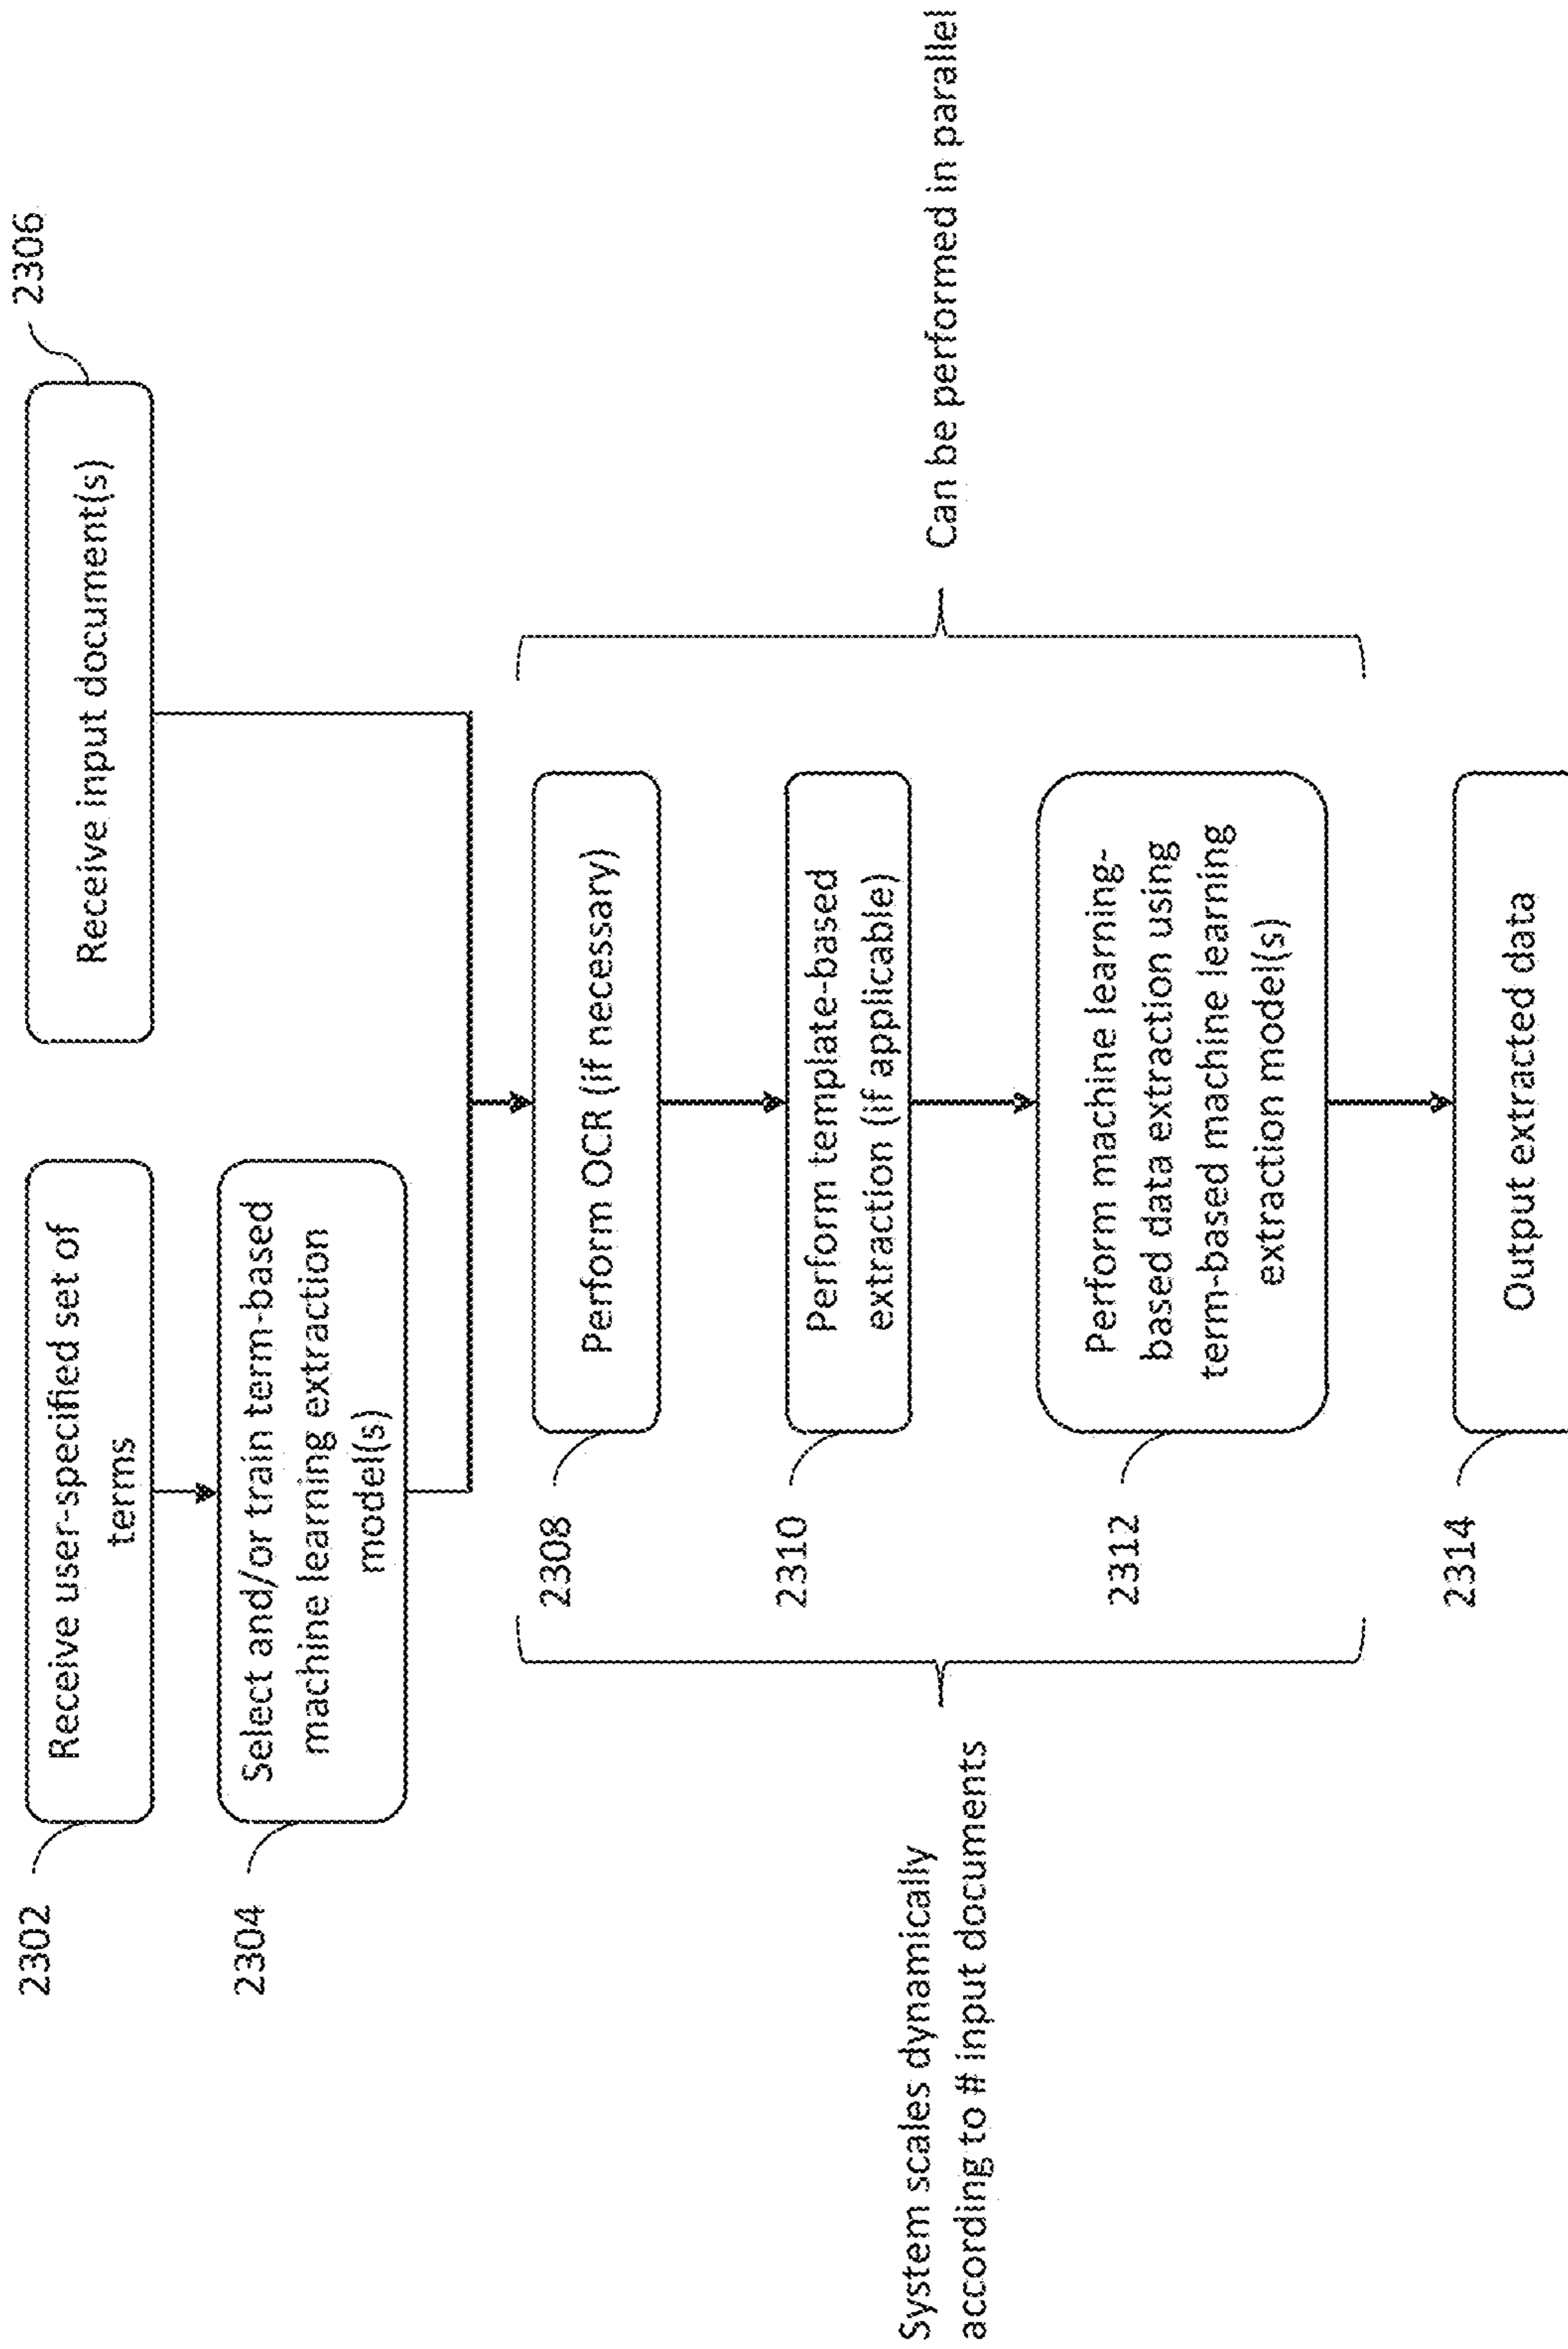 2302
Receive user-specified set of
terms
Receive input document(s)
2306
2304
Select and/or train term-based
machine learning extraction
model(s)
2308
Perform OCR (if necessary)
2310
Perform template-based
extraction (if applicable)
System scales dynamically
according to # input documents
Can be performed in parallel
2312
Perform machine learning-
based data extraction using
term-based machine learning
extraction model(s)
2314
Output extracted data